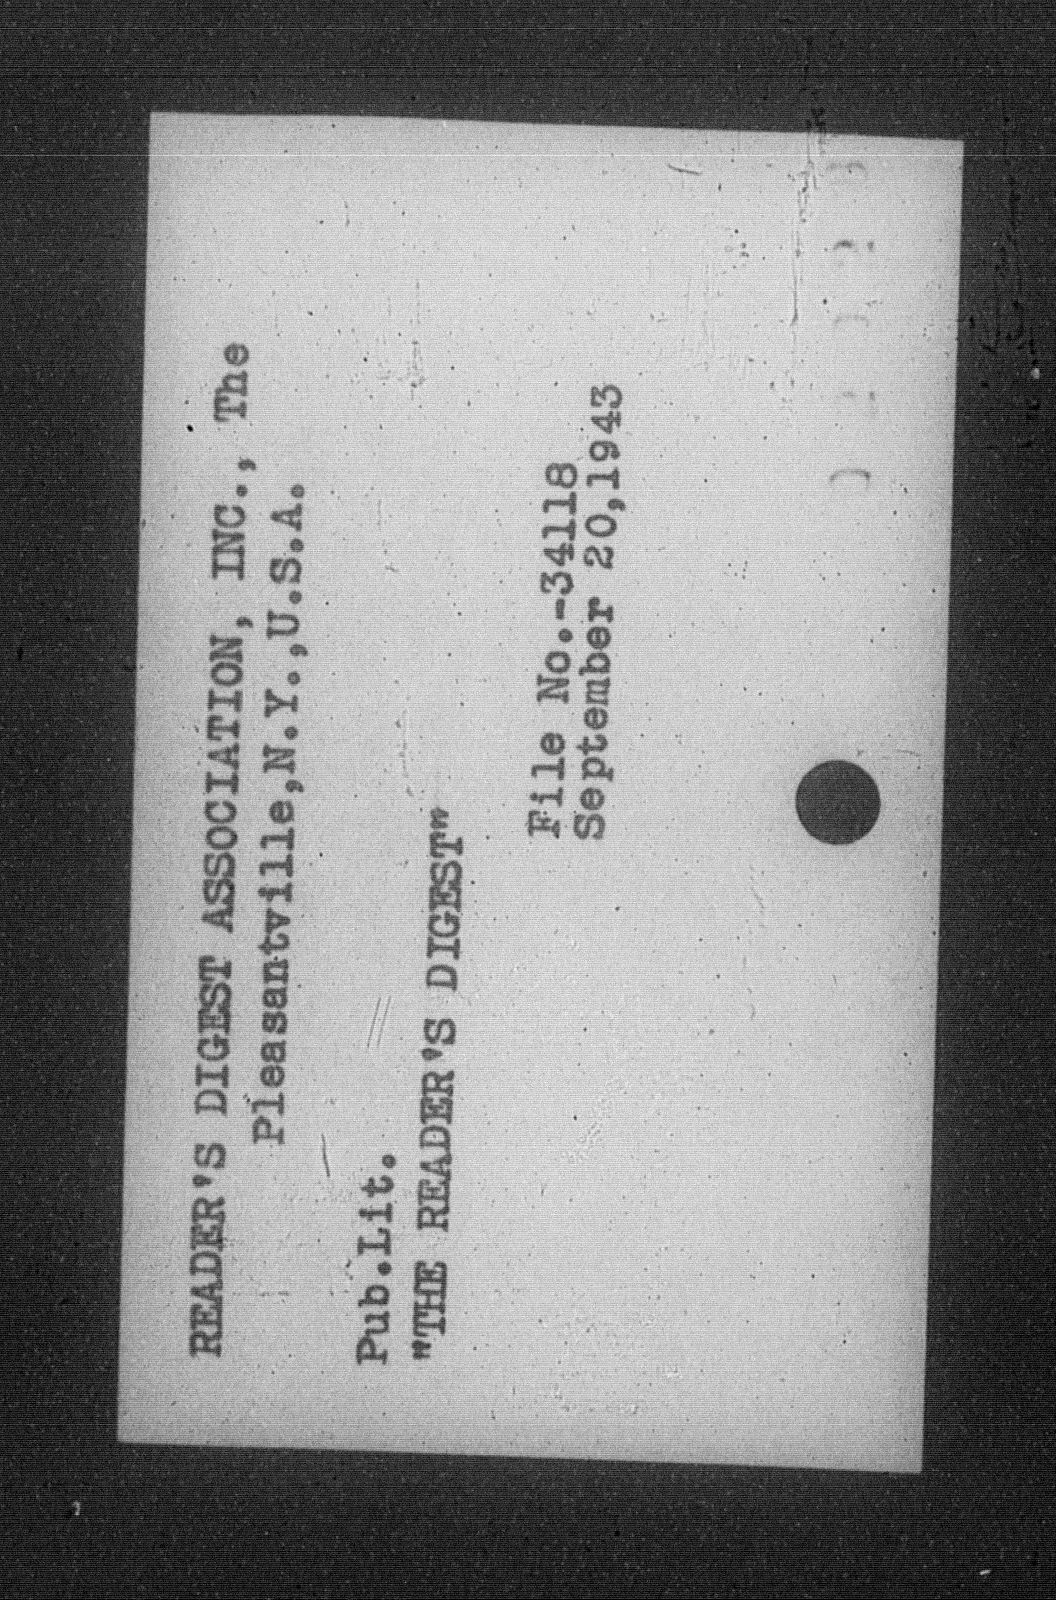 READER'S DIGEST ASSOCIATION, INC., The
Pleasantville,N.Y.,U.S.A.
Pub.Lit.
"THE READER'S DIGEST"
File No.-34118
September 20,1943